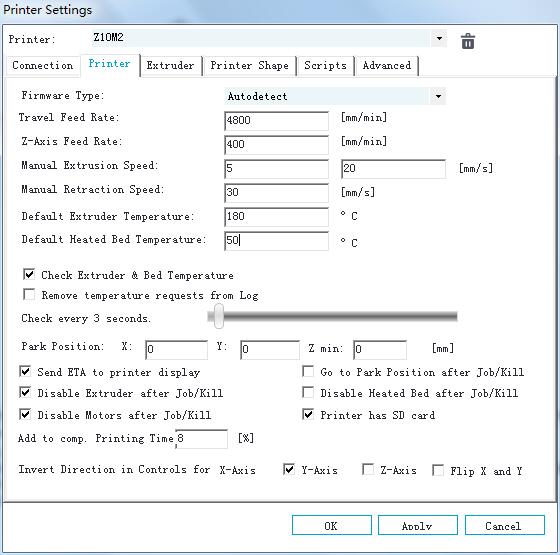 Printer Settings
Printer: Z10M2
Connection Printer Extruder Printer Shape Scripts Advanced
Firmware Type: Autodetect
Travel Feed Rate: 4800 [mm/min]
Z-Axis Feed Rate: 400 [mm/min]
Manual Extrusion Speed: 5 20 [mm/s]
Manual Retraction Speed: 30 [mm/s]
Default Extruder Temperature: 180 ° C
Default Heated Bed Temperature: 50 ° C
Check Extruder & Bed Temperature
Remove temperature requests from Log
Check every 3 seconds.
Park Position: X: 0 Y: 0 Z min: 0 [mm]
Send ETA to printer display Go to Park Position after Job/Kill
Disable Extruder after Job/Kill Disable Heated Bed after Job/Kill
Disable Motors after Job/Kill Printer has SD card
Add to comp. Printing Time 8 [%]
Invert Direction in Controls for X-Axis Y-Axis Z-Axis Flip X and Y
OK Apply Cancel